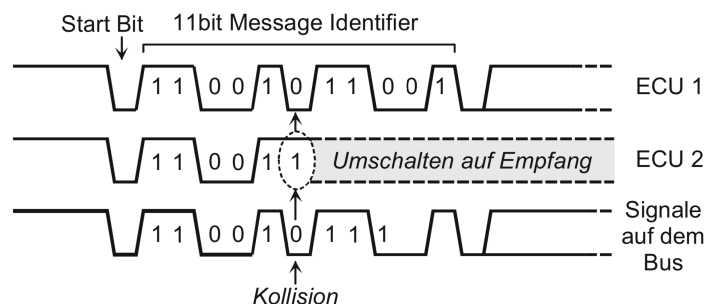 Start Bit
11bit Message Identifier
1 1 0 0 1 0 1 1 0 0 1
ECU 1
1 1 0 0 1 1
Umschalten auf Empfang
ECU 2
1 1 0 0 1 0 1 1 1
Signale
auf dem
Bus
Kollision